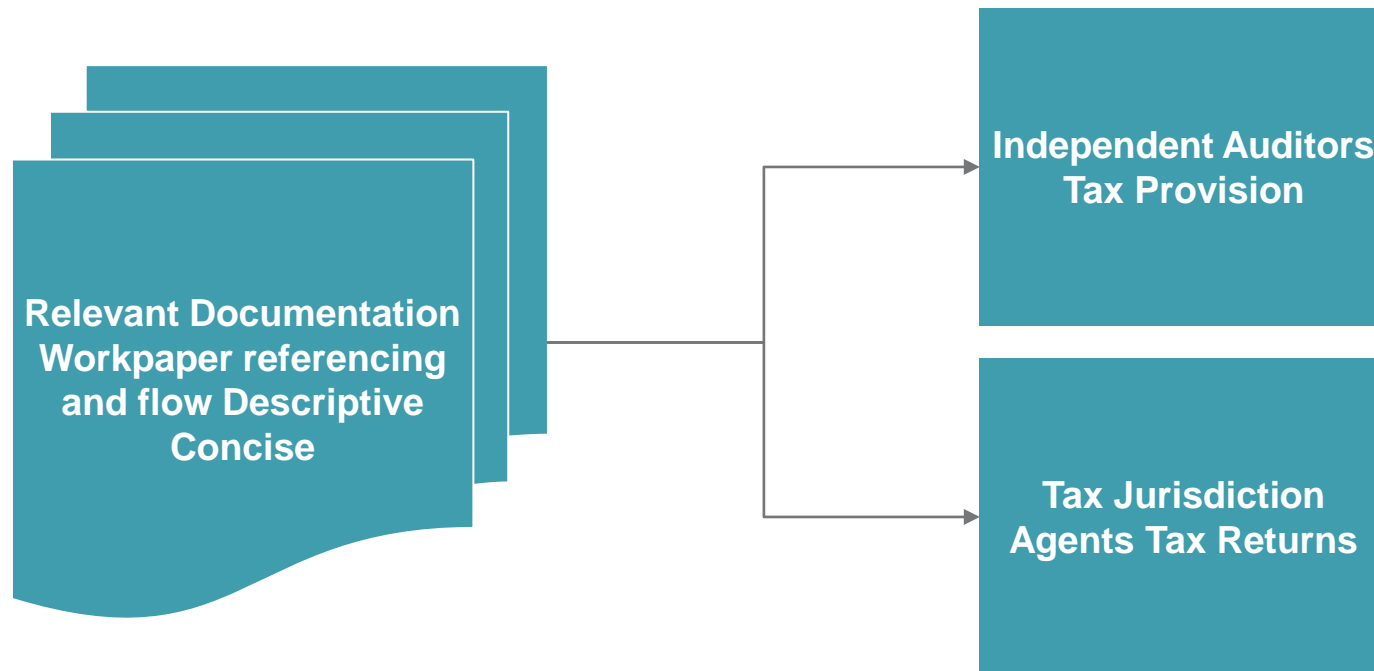 Relevant Documentation
Workpaper referencing
and flow Descriptive
Concise
Independent Auditors
Tax Provision
Tax Jurisdiction
Agents Tax Returns